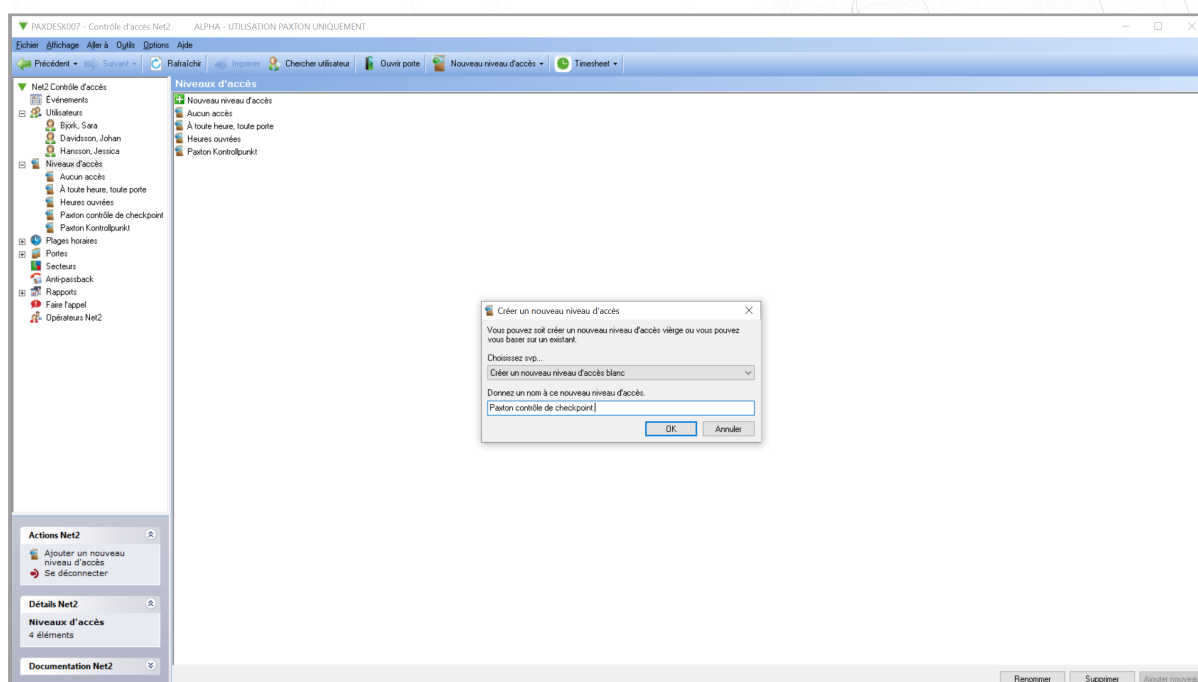 PAXDESK007 - Contrôle d'accès Net2 ALPHA - UTILISATION PAXTON UNIQUEMENT
Fichier Affichage Aller à Outils Options Aide
Précédent Suivant Rafraîchir Imprimer Chercher utilisateur Ouvrir porte Nouveau niveau d'accès Timesheet
Net2 Contrôle d'accès
Événements
Utilisateurs
Björk, Sara
Davidsson, Johan
Hansson, Jessica
Niveaux d'accès
Aucun accès
À toute heure, toute porte
Heures ouvrées
Paxton contrôle de checkpoint
Paxton Kontrollpunkt
Plages horaires
Portes
Secteurs
Anti-passback
Rapports
Faire l'appel
Opérateurs Net2
Niveaux d'accès
Nouveau niveau d'accès
Aucun accès
À toute heure, toute porte
Heures ouvrées
Paxton Kontrollpunkt
Créer un nouveau niveau d'accès
Vous pouvez soit créer un nouveau niveau d'accès vièrge ou vous pouvez
vous baser sur un existant.
Choisissez svp...
Créer un nouveau niveau d'accès blanc
Donnez un nom à ce nouveau niveau d'accès.
Paxton contrôle de checkpoint
OK Annuler
Actions Net2
Ajouter un nouveau
niveau d'accès
Se déconnecter
Détails Net2
Niveaux d'accès
4 éléments
Documentation Net2
Renommer Supprimer Ajouter nouveau